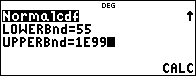 DEG
Normalcdf
LOWERBnd=55
UPPERBnd=1E99
CALC